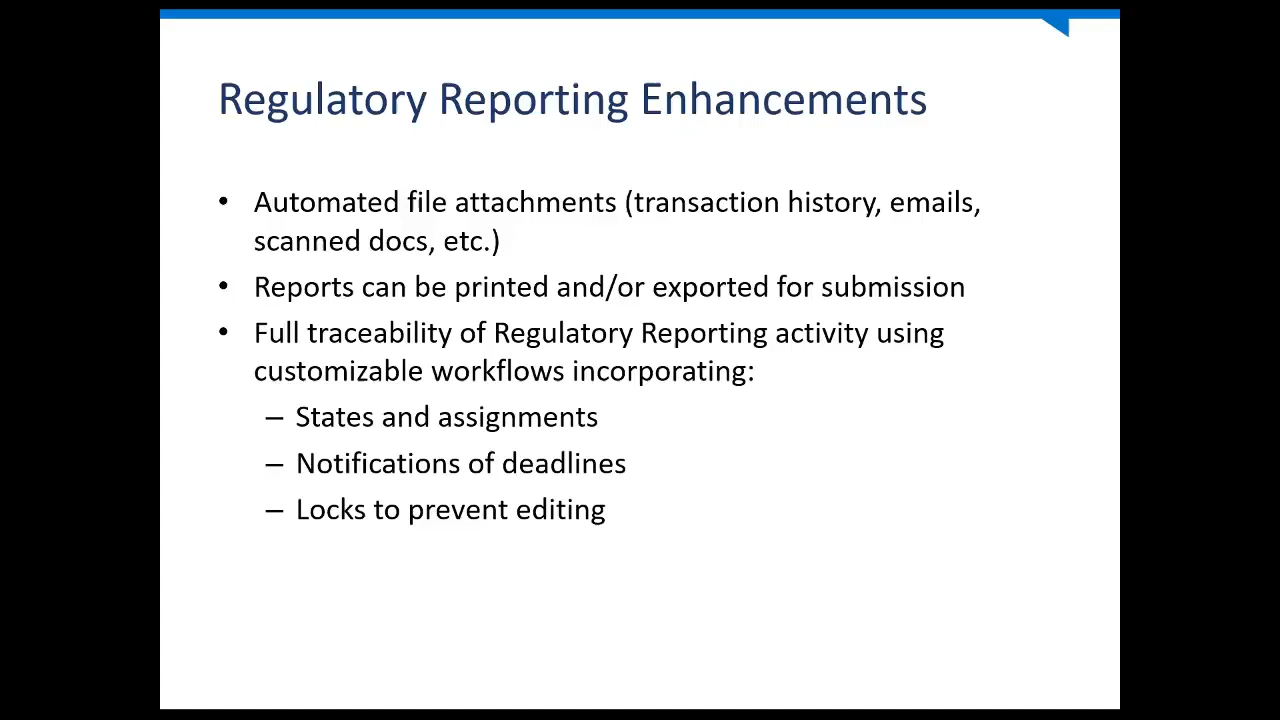 Regulatory Reporting Enhancements
• Automated file attachments (transaction history, emails,
scanned docs, etc.)
• Reports can be printed and/or exported for submission
• Full traceability of Regulatory Reporting activity using
customizable workflows incorporating:
– States and assignments
– Notifications of deadlines
– Locks to prevent editing